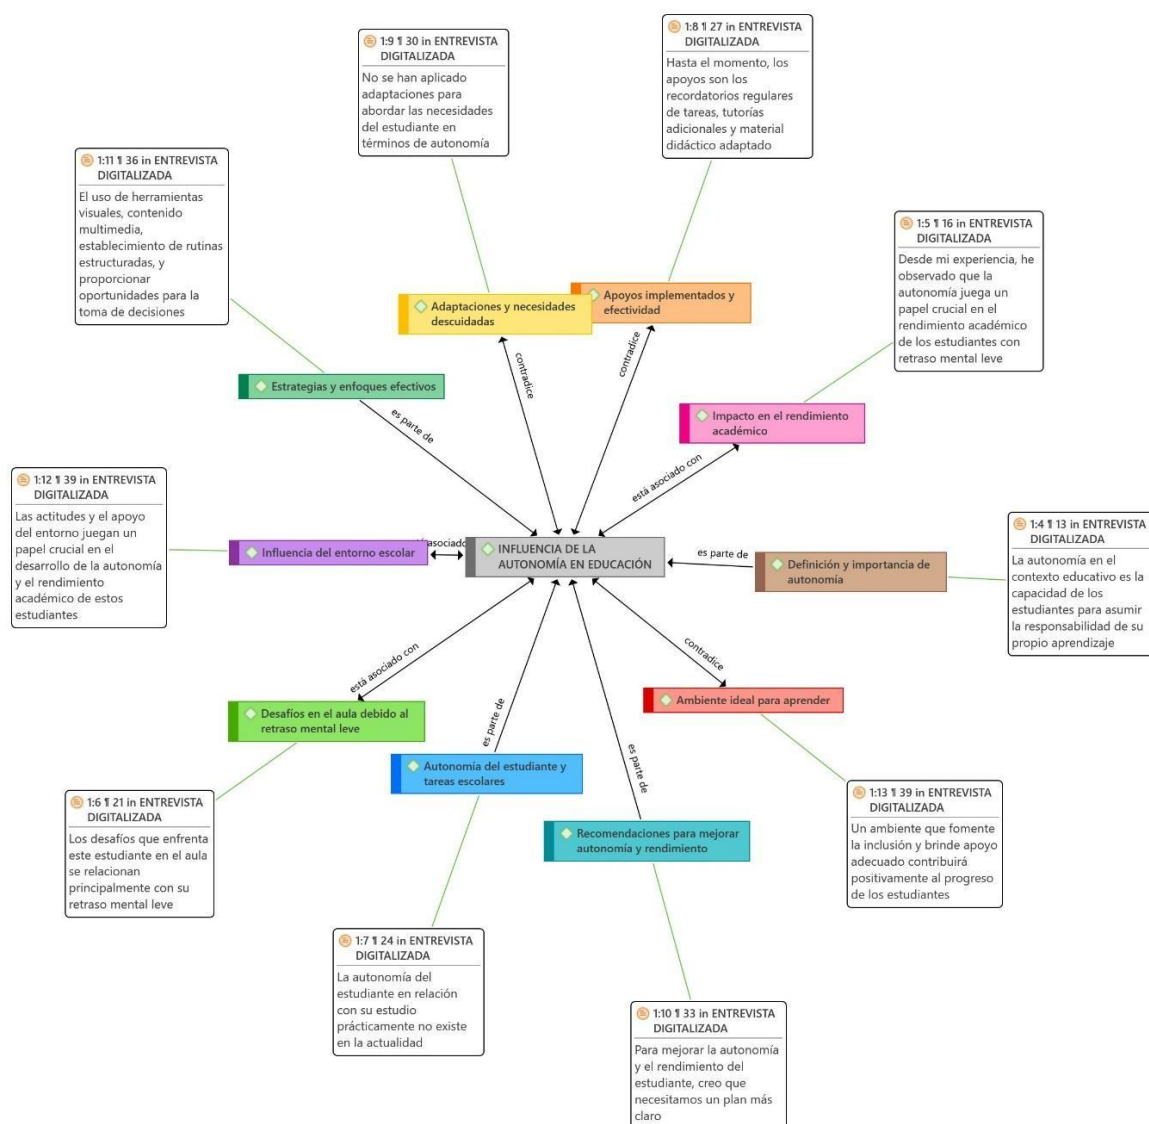 1:8 ¶ 27 in ENTREVISTA
DIGITALIZADA
Hasta el momento, los
apoyos son los
recordatorios regulares
de tareas, tutorías
adicionales y material
didáctico adaptado
1:9 ¶ 30 in ENTREVISTA
DIGITALIZADA
No se han aplicado
adaptaciones para
abordar las necesidades
del estudiante en
términos de autonomía
1:11 ¶ 36 in ENTREVISTA
DIGITALIZADA
El uso de herramientas
visuales, contenido
multimedia,
establecimiento de rutinas
estructuradas, y
proporcionar
oportunidades para la
toma de decisiones
1:5 ¶ 16 in ENTREVISTA
DIGITALIZADA
Desde mi experiencia, he
observado que la
autonomía juega un
papel crucial en el
rendimiento académico
de los estudiantes con
retraso mental leve
Adaptaciones y necesidades
descuidadas
Apoyos implementados y
efectividad
contradice
contradice
Estrategias y enfoques efectivos
es parte de
Impacto en el rendimiento
académico
está asociado con
1:12 ¶ 39 in ENTREVISTA
DIGITALIZADA
Las actitudes y el apoyo
del entorno juegan un
papel crucial en el
desarrollo de la autonomía
y el rendimiento
académico de estos
estudiantes
Influencia del entorno escolar
asociado
INFLUENCIA DE LA
AUTONOMÍA EN EDUCACIÓN
es parte de
Definición y importancia de
autonomía
1:4 ¶ 13 in ENTREVISTA
DIGITALIZADA
La autonomía en el
contexto educativo es la
capacidad de los
estudiantes para asumir
la responsabilidad de su
propio aprendizaje
está asociado con
contradice
Desafíos en el aula debido al
retraso mental leve
Ambiente ideal para aprender
es parte de
es parte de
Autonomía del estudiante y
tareas escolares
Recomendaciones para mejorar
autonomía y rendimiento
1:6 ¶ 21 in ENTREVISTA
DIGITALIZADA
Los desafíos que enfrenta
este estudiante en el aula
se relacionan
principalmente con su
retraso mental leve
1:13 ¶ 39 in ENTREVISTA
DIGITALIZADA
Un ambiente que fomente
la inclusión y brinde apoyo
adecuado contribuirá
positivamente al progreso
de los estudiantes
1:7 ¶ 24 in ENTREVISTA
DIGITALIZADA
La autonomía del
estudiante en relación
con su estudio
prácticamente no existe
en la actualidad
1:10 ¶ 33 in ENTREVISTA
DIGITALIZADA
Para mejorar la autonomía
y el rendimiento del
estudiante, creo que
necesitamos un plan más
claro